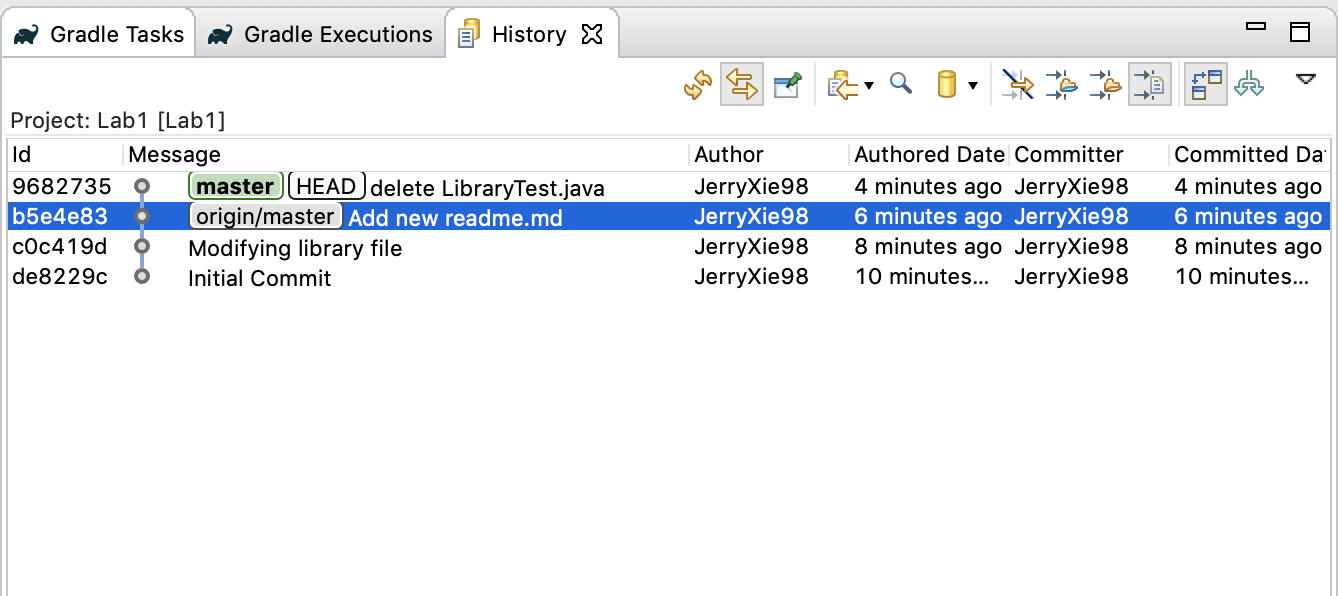 Gradle Tasks Gradle Executions History
Project: Lab1 [Lab1]
Id Message Author Authored Date Committer Committed Da
9682735 master HEAD delete LibraryTest.java JerryXie98 4 minutes ago JerryXie98 4 minutes ago
b5e4e83 origin/master Add new readme.md JerryXie98 6 minutes ago JerryXie98 6 minutes ago
c0c419d Modifying library file JerryXie98 8 minutes ago JerryXie98 8 minutes ago
de8229c Initial Commit JerryXie98 10 minutes... JerryXie98 10 minutes...